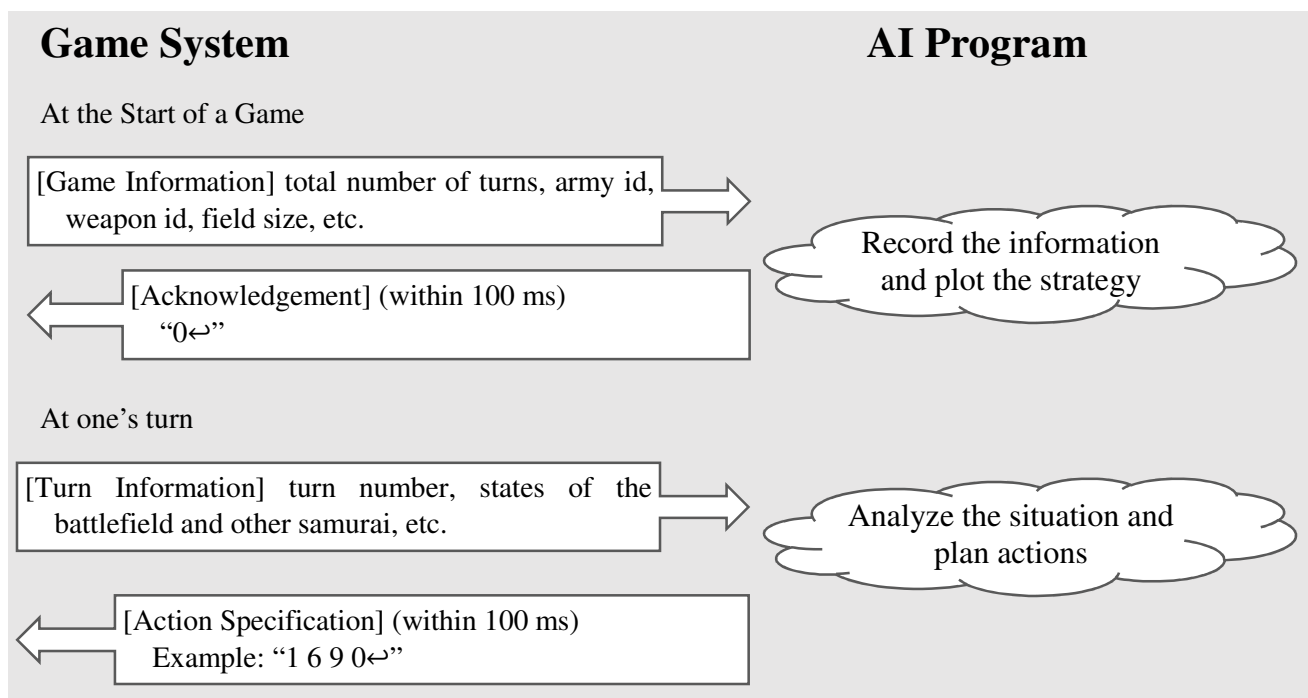 Game System
AI Program
At the Start of a Game
[Game Information] total number of turns, army id,
weapon id, field size, etc.
Record the information
and plot the strategy
[Acknowledgement] (within 100 ms)
“0↩”
At one’s turn
[Turn Information] turn number, states of the
battlefield and other samurai, etc.
Analyze the situation and
plan actions
[Action Specification] (within 100 ms)
Example: “1 6 9 0↩”